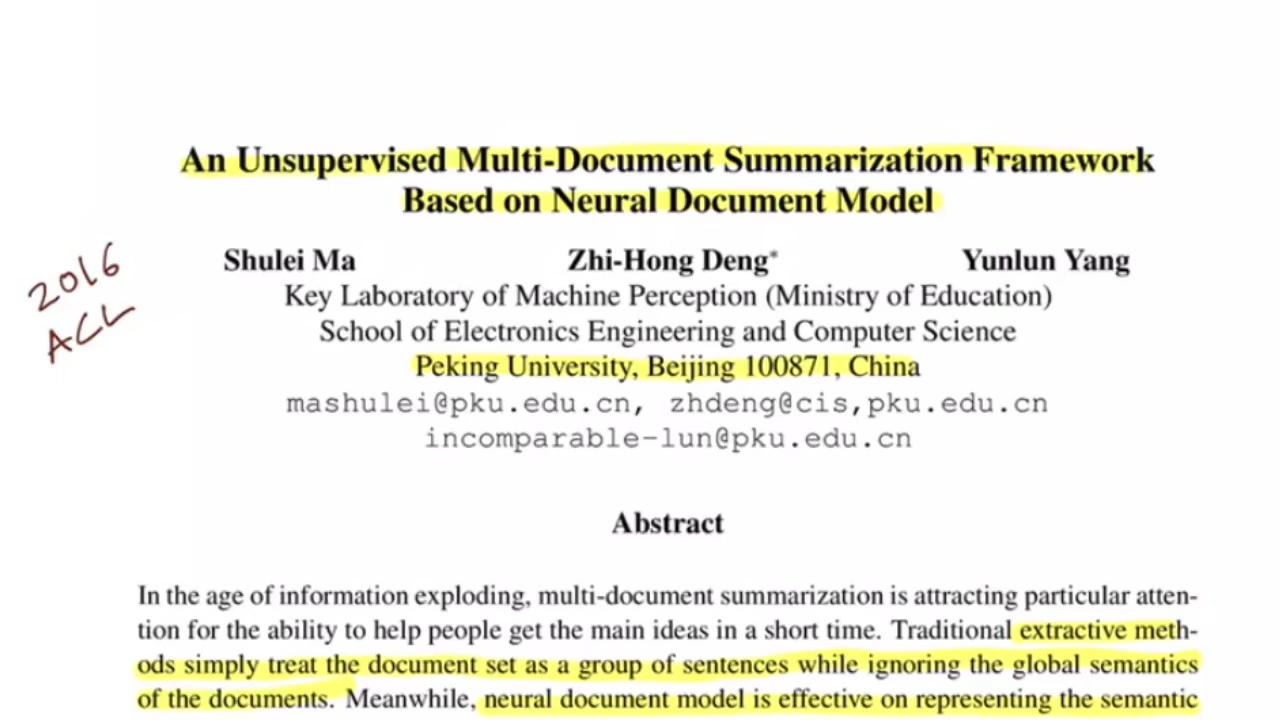 An Unsupervised Multi-Document Summarization Framework
Based on Neural Document Model
Shulei Ma Zhi-Hong Deng* Yunlun Yang
2016
ACL
Key Laboratory of Machine Perception (Ministry of Education)
School of Electronics Engineering and Computer Science
Peking University, Beijing 100871, China
mashulei@pku.edu.cn, zhdeng@cis,pku.edu.cn
incomparable-lun@pku.edu.cn
Abstract
In the age of information exploding, multi-document summarization is attracting particular atten-
tion for the ability to help people get the main ideas in a short time. Traditional extractive meth-
ods simply treat the document set as a group of sentences while ignoring the global semantics
of the documents. Meanwhile, neural document model is effective on representing the semantic